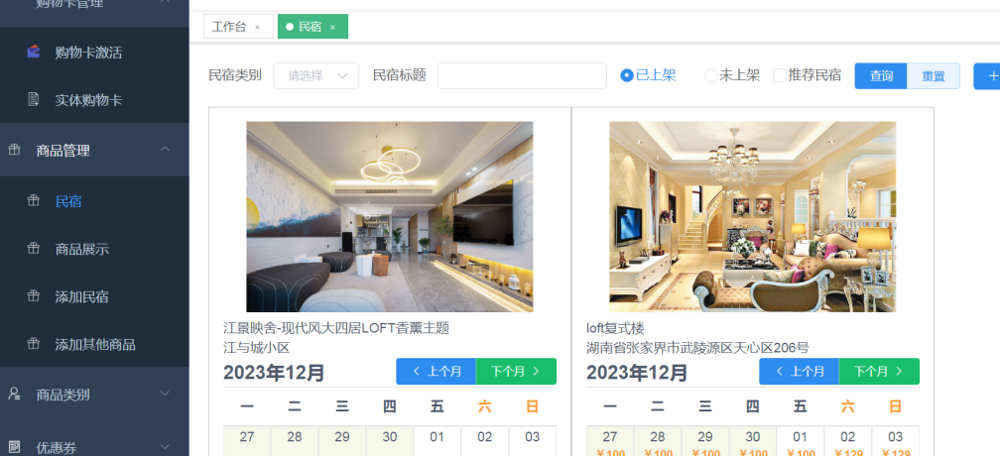 购物卡管理
购物卡激活
实体购物卡
商品管理
民宿
商品展示
添加民宿
添加其他商品
商品类别
优惠券
工作台 ×
民宿 ×
民宿类别 请选择 民宿标题 已上架 未上架 推荐民宿 查询 重置 +
江景映舍-现代风大四居LOFT香薰主题
江与城小区
2023年12月 上个月 下个月
一 二 三 四 五 六 日
27 28 29 30 01 02 03
loft复式楼
湖南省张家界市武陵源区天心区206号
2023年12月 上个月 下个月
一 二 三 四 五 六 日
27 28 29 30 01 02 03
￥100 ￥100 ￥100 ￥100 ￥129 ￥129